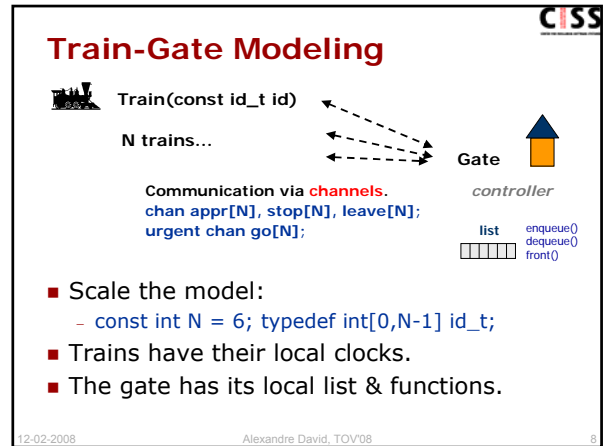 CISS
Train-Gate Modeling
Train(const id_t id)
N trains...
Gate
controller
Communication via channels.
chan appr[N], stop[N], leave[N];
urgent chan go[N];
list
enqueue()
dequeue()
front()
Scale the model:
– const int N = 6; typedef int[0,N-1] id_t;
Trains have their local clocks.
The gate has its local list & functions.
12-02-2008
Alexandre David, TOV'08
8